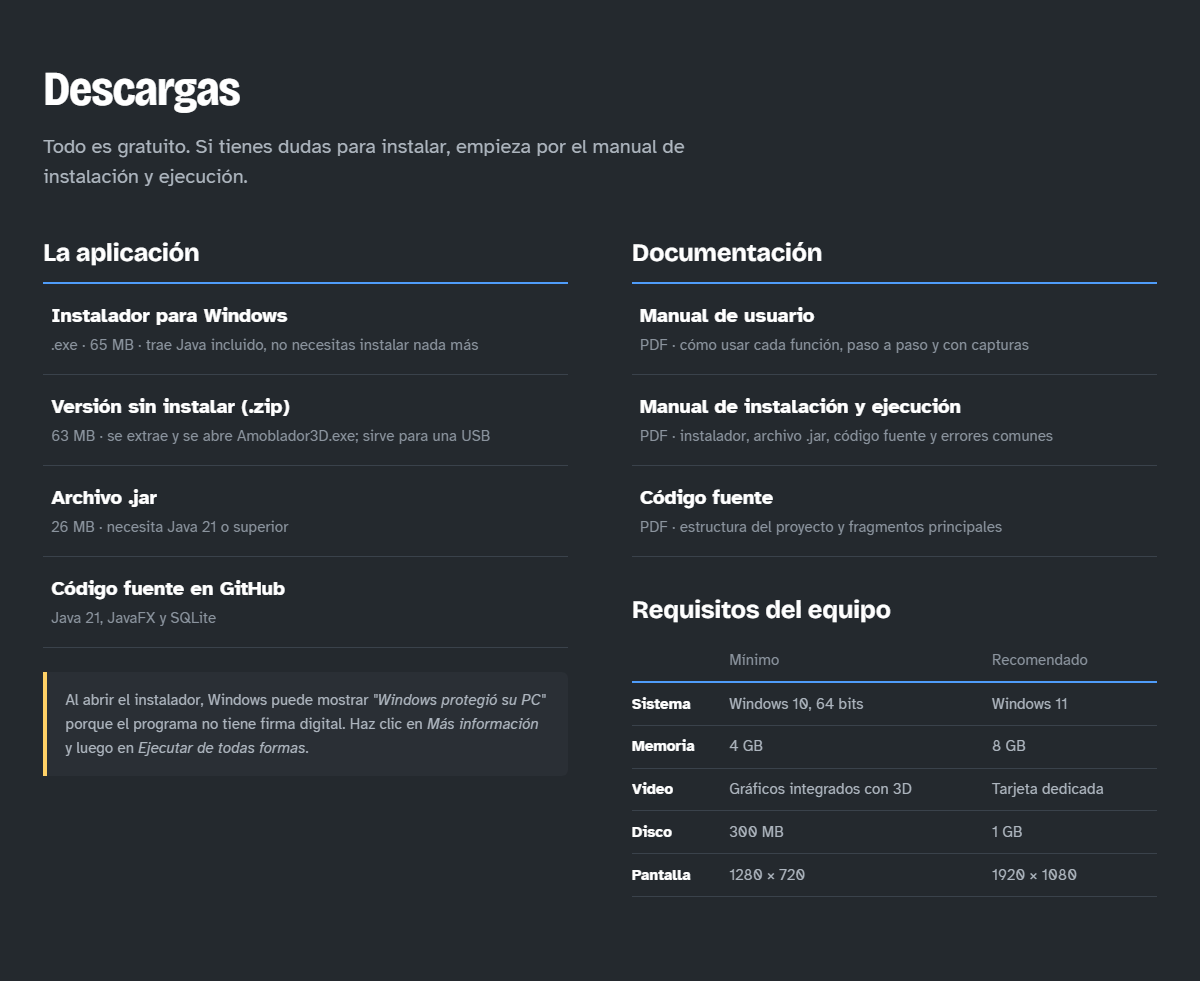 Descargas
Todo es gratuito. Si tienes dudas para instalar, empieza por el manual de
instalación y ejecución.
La aplicación
Instalador para Windows
.exe · 65 MB · trae Java incluido, no necesitas instalar nada más
Versión sin instalar (.zip)
63 MB · se extrae y se abre Amoblador3D.exe; sirve para una USB
Archivo .jar
26 MB · necesita Java 21 o superior
Código fuente en GitHub
Java 21, JavaFX y SQLite
Al abrir el instalador, Windows puede mostrar "Windows protegió su PC"
porque el programa no tiene firma digital. Haz clic en Más información
y luego en Ejecutar de todas formas.
Documentación
Manual de usuario
PDF · cómo usar cada función, paso a paso y con capturas
Manual de instalación y ejecución
PDF · instalador, archivo .jar, código fuente y errores comunes
Código fuente
PDF · estructura del proyecto y fragmentos principales
Requisitos del equipo
Mínimo Recomendado
Sistema Windows 10, 64 bits Windows 11
Memoria 4 GB 8 GB
Video Gráficos integrados con 3D Tarjeta dedicada
Disco 300 MB 1 GB
Pantalla 1280 × 720 1920 × 1080